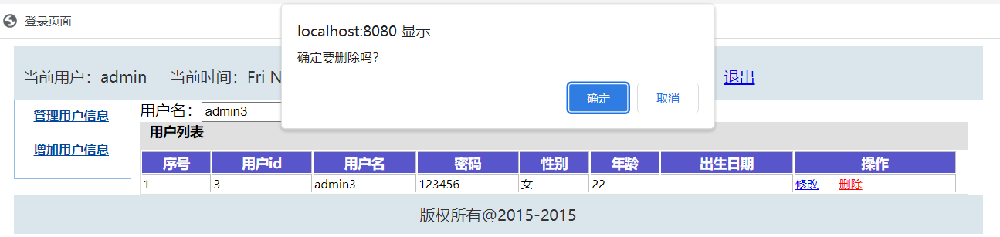 登录页面
localhost:8080 显示
确定要删除吗?
确定 取消
当前用户：admin 当前时间：Fri N 退出
管理用户信息
增加用户信息
用户名：admin3
用户列表
序号 用户id 用户名 密码 性别 年龄 出生日期 操作
1 3 admin3 123456 女 22 修改 删除
版权所有@2015-2015